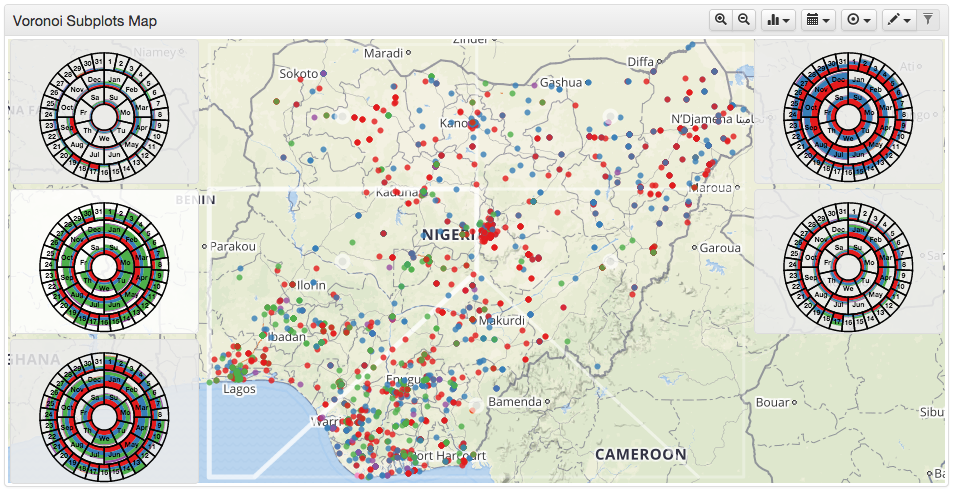 Voronoi Subplots Map
Niamey
Maradi
Zinder
Sokoto
Diffa
Gashua
Ati
Kano
N'Djamena
Kaduna
Maroua
BENIN
NIGERI
Parakou
Garoua
Ilorin
Makurdi
Ibadan
GHANA
Enugu
Lagos
Bamenda
Bouar
Sibu
Warri
Port Harcourt
CAMEROON
Ba
Dec Jan Feb Mar Apr May Jun Jul Aug Sep Oct Nov
Su Mo Tu We Th Fr Sa
1 2 3 4 5 6 7 8 9 10 11 12 13 14 15 16 17 18 19 20 21 22 23 24 25 26 27 28 29 30 31